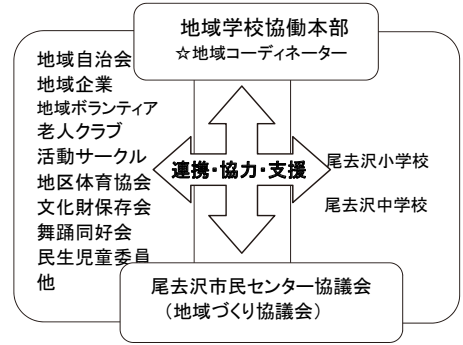 地域学校協働本部
☆地域コーディネーター
地域自治会
地域企業
地域ボランティア
老人クラブ
活動サークル
地区体育協会
文化財保存会
舞踊同好会
民生児童委員
他
連携・協力・支援
尾去沢小学校
尾去沢中学校
尾去沢市民センター協議会
（地域づくり協議会）